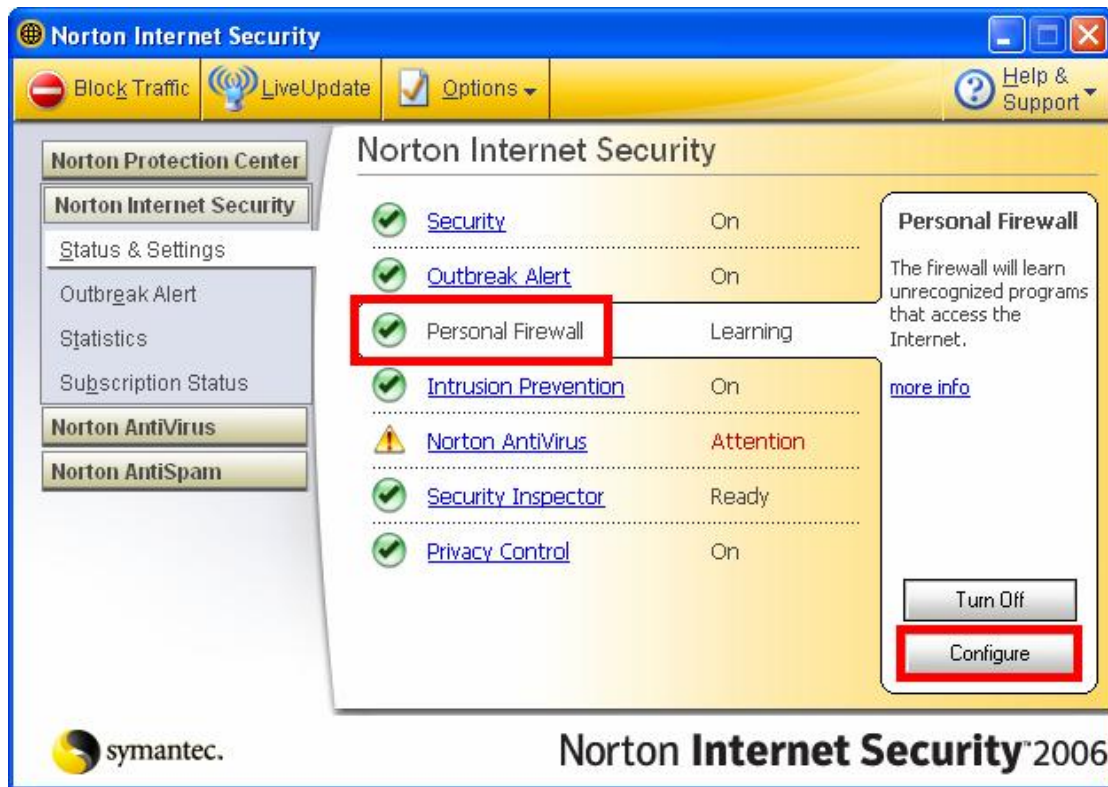 Norton Internet Security
Block Traffic LiveUpdate Options Help & Support
Norton Protection Center
Norton Internet Security
Status & Settings
Outbreak Alert
Statistics
Subscription Status
Norton AntiVirus
Norton AntiSpam
Norton Internet Security
Security On
Outbreak Alert On
Personal Firewall Learning
Intrusion Prevention On
Norton AntiVirus Attention
Security Inspector Ready
Privacy Control On
Personal Firewall
The firewall will learn
unrecognized programs
that access the
Internet.
more info
Turn Off
Configure
symantec.
Norton Internet Security™ 2006